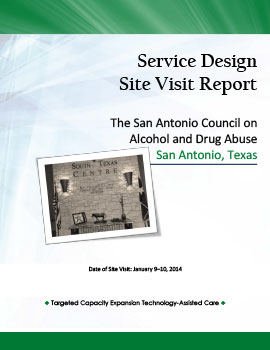 Service Design
Site Visit Report
The San Antonio Council on
Alcohol and Drug Abuse
San Antonio, Texas
SOUTH TEXAS
CENTRE
Date of Site Visit: January 9–10, 2014
◆ Targeted Capacity Expansion Technology-Assisted Care ◆